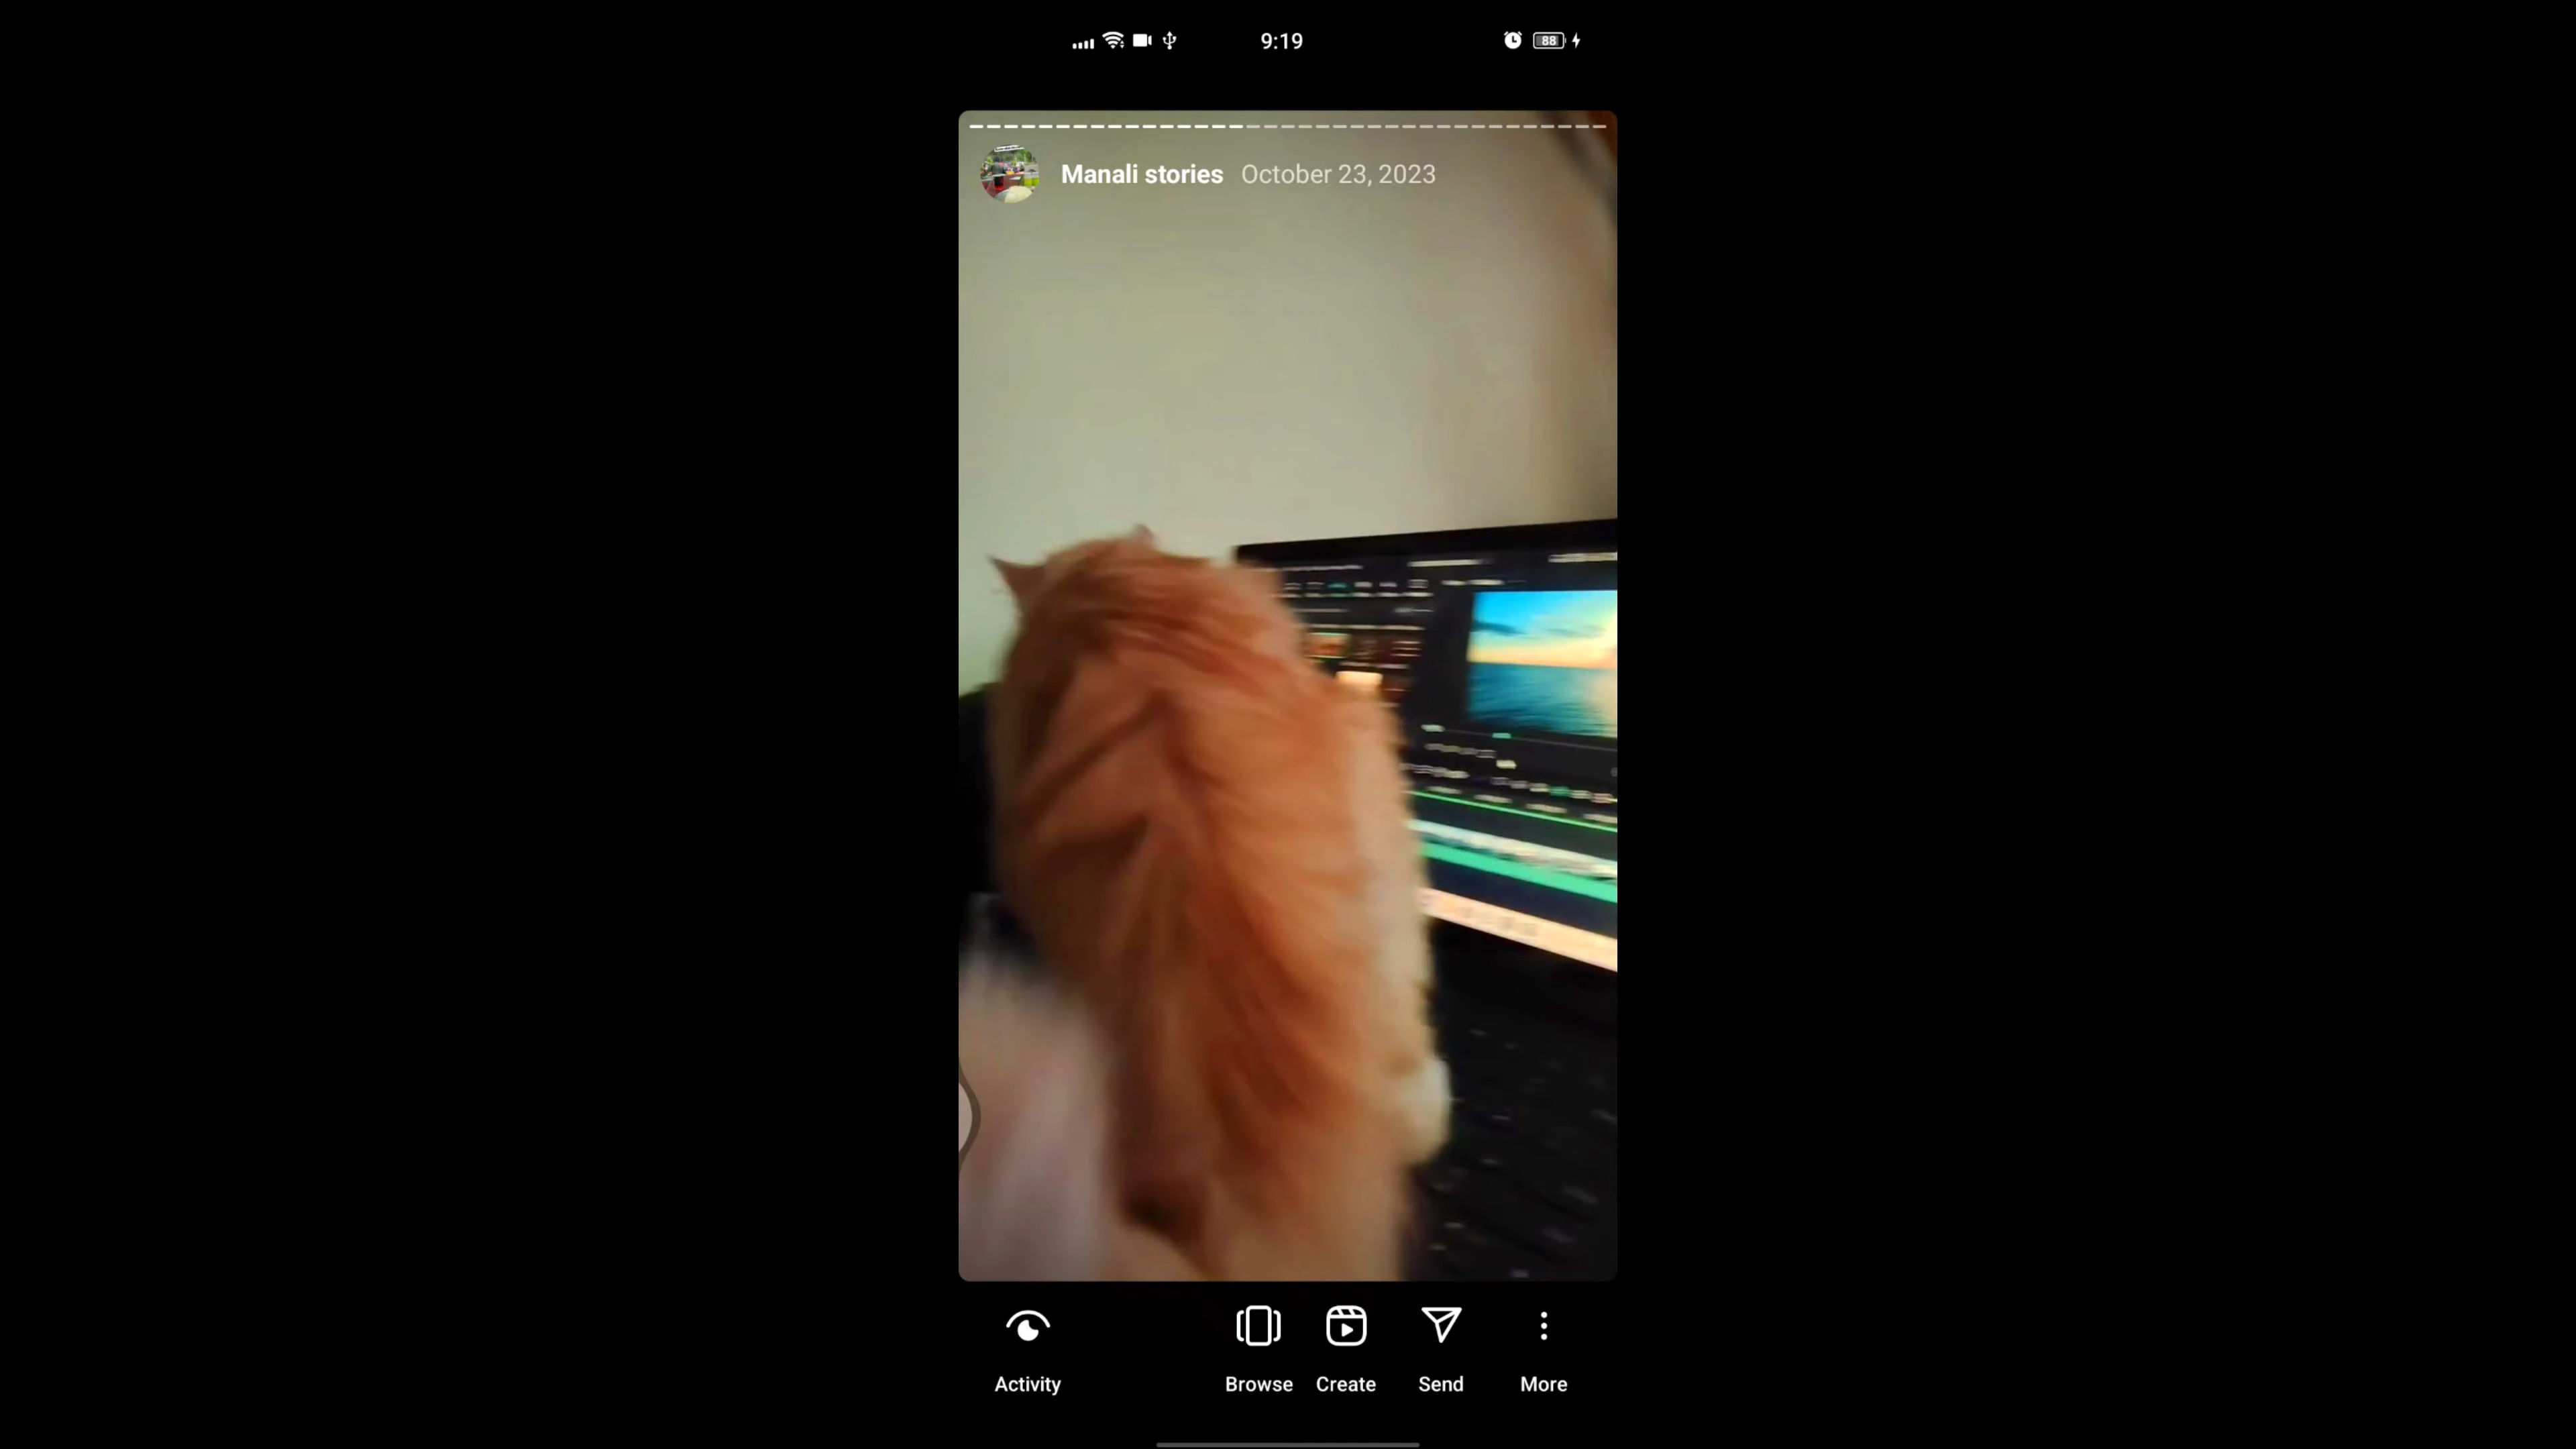 9:19
88
Manali stories October 23, 2023
Activity
Browse
Create
Send
More